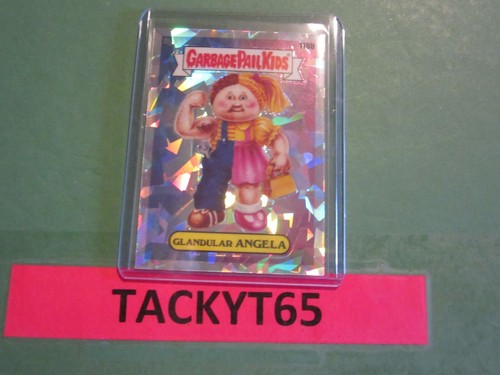 GARBAGE PAIL KIDS
GLANDULAR ANGELA
TACKYT65